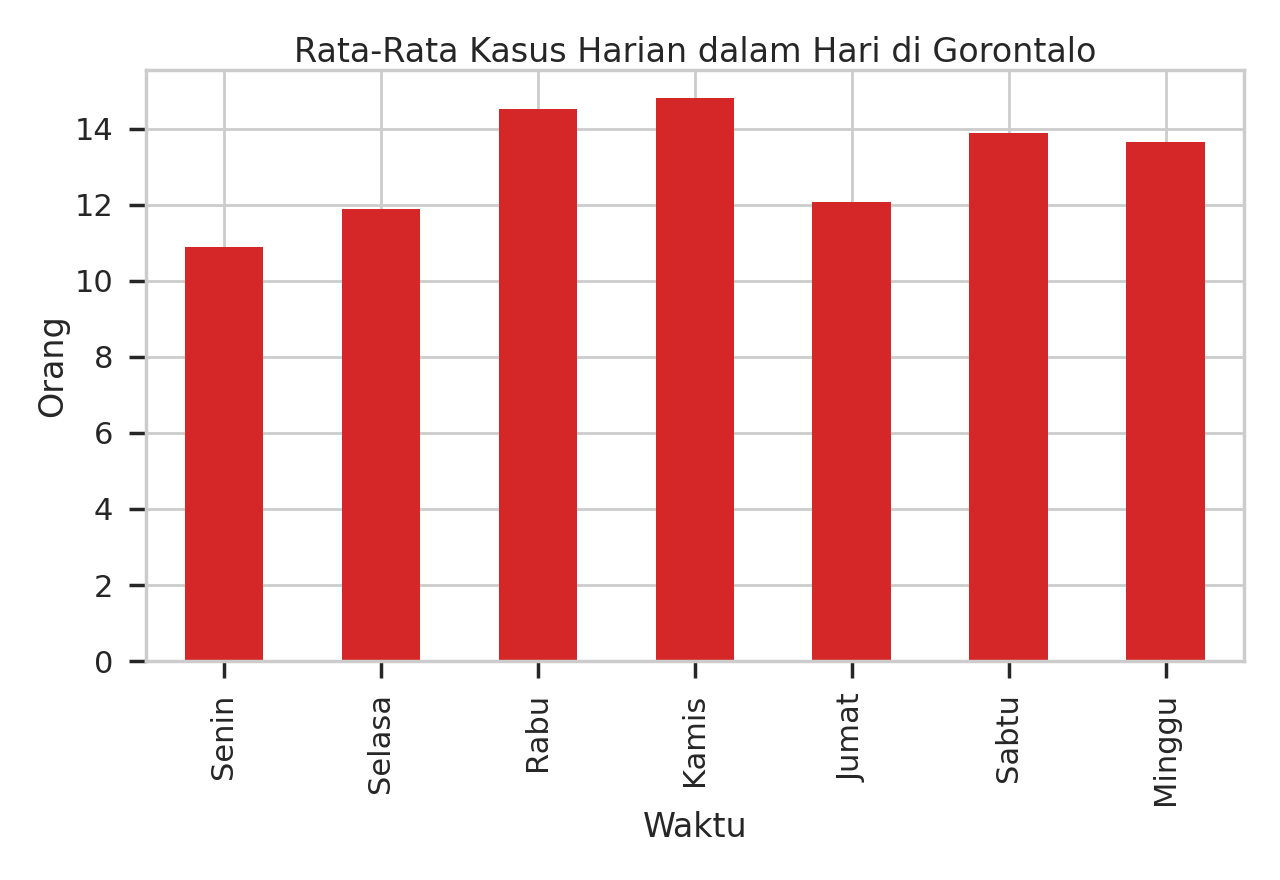 Rata-Rata Kasus Harian dalam Hari di Gorontalo
Orang
14
12
10
8
6
4
2
0
Senin
Selasa
Rabu
Kamis
Jumat
Sabtu
Minggu
Waktu